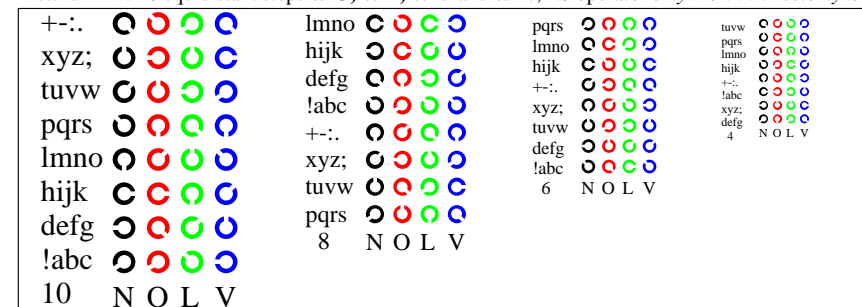 +-:.
xyz;
tuvw
pqrs
lmno
hijk
defg
!abc
10 N O L V
lmno
hijk
defg
!abc
+-:.
xyz;
tuvw
pqrs
8 N O L V
pqrs
lmno
hijk
+-:.
xyz;
tuvw
defg
!abc
6 N O L V
tuvw
pqrs
lmno
hijk
+-:.
!abc
xyz;
defg
4 N O L V